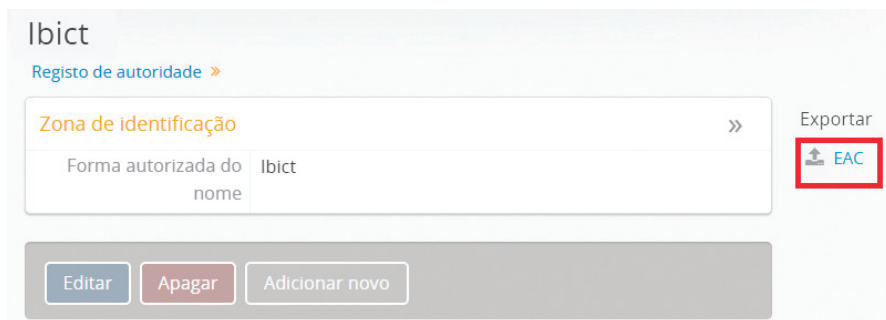 Ibict
Registo de autoridade »
Zona de identificação »
Forma autorizada do nome Ibict
Exportar
EAC
Editar Apagar Adicionar novo